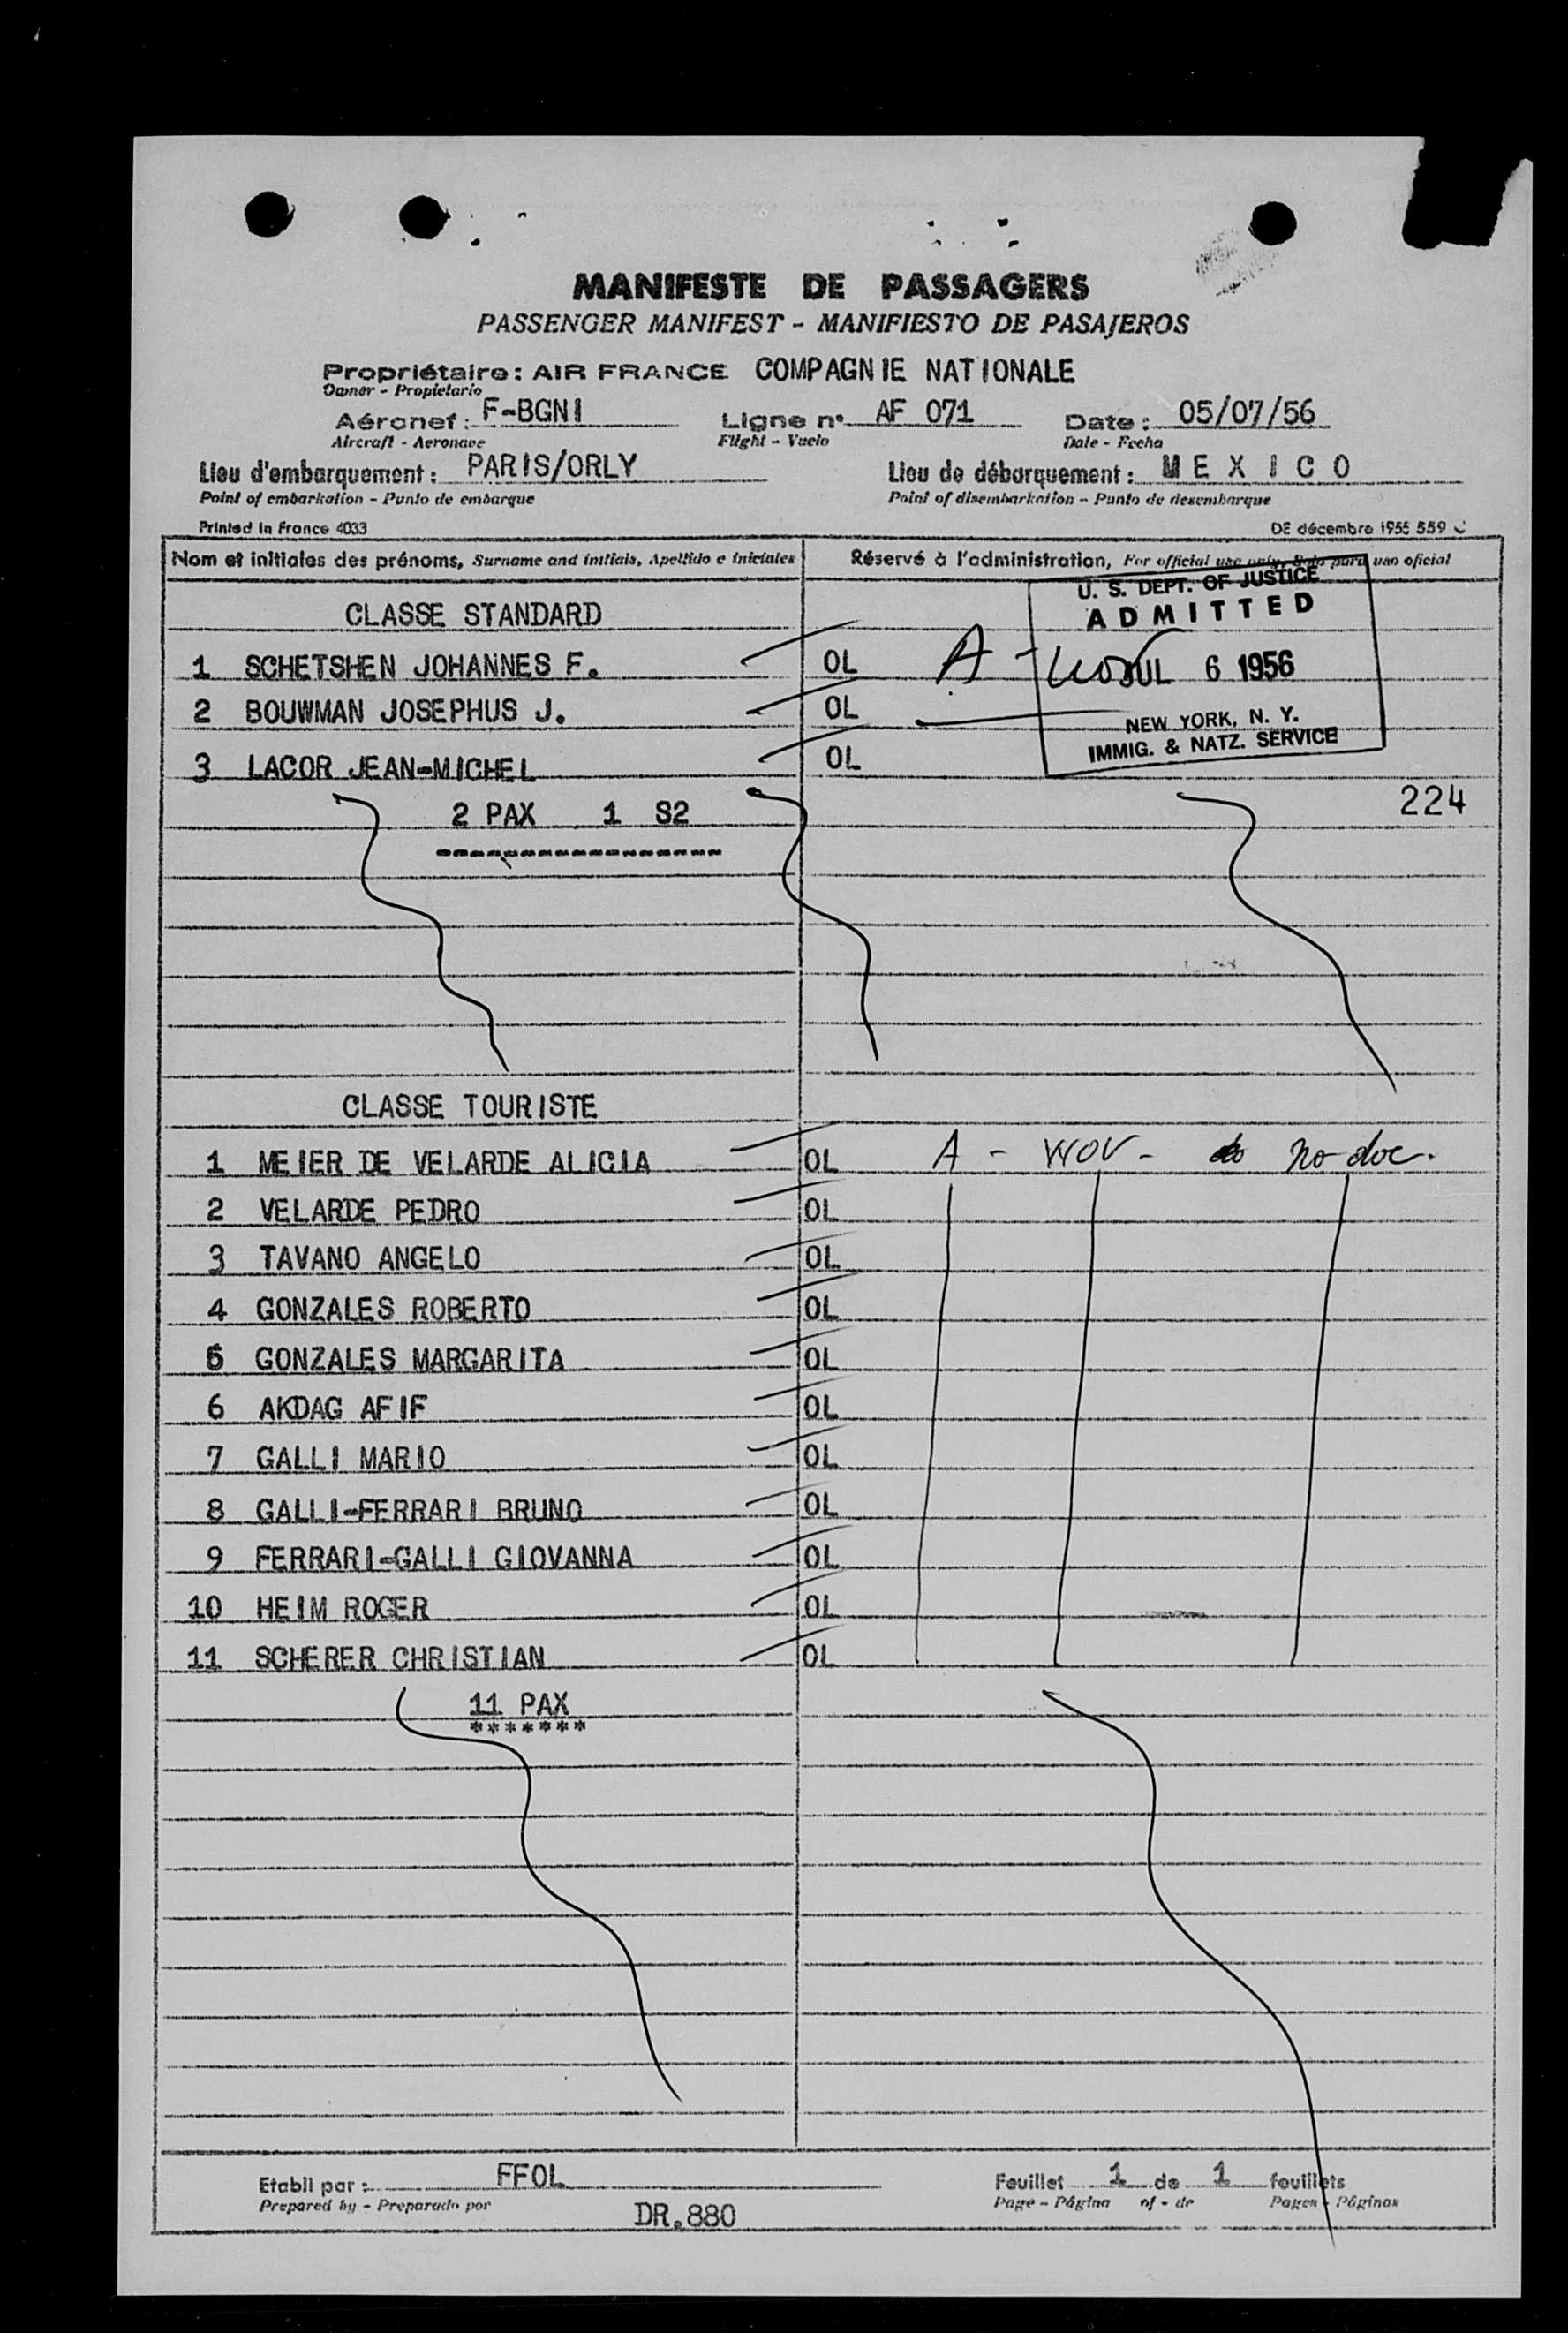 MANIFESTE DE PASSAGERS
PASSENGER MANIFEST - MANIFIESTO DE PASAJEROS
Propriétaire : AIR FRANCE COMPAGNIE NATIONALE
Owner - Propietario
Aéronef : F-BGNI Ligne n° AF 071 Date : 05/07/56
Aircraft - Aeronave Flight - Vuelo Date - Fecha
Lieu d'embarquement : PARIS/ORLY Lieu de débarquement : MEXICO
Point of embarkation - Punto de embarque Point of disembarkation - Punto de desembarque
Printed in France 4033 DE décembre 1955 559
Nom et initiales des prénoms, Surname and initials, Apellido e iniciales Réservé à l'administration, For official use only, Solo para uso oficial
U. S. DEPT. OF JUSTICE
CLASSE STANDARD ADMITTED
1 SCHETSHEN JOHANNES F. OL A - JUL 6 1956
2 BOUWMAN JOSEPHUS J. OL NEW YORK, N. Y.
IMMIG. & NATZ. SERVICE
3 LACOR JEAN-MICHEL OL
2 PAX 1 S2 224
CLASSE TOURISTE
1 MEIER DE VELARDE ALICIA OL A - WOV - no doc.
2 VELARDE PEDRO OL
3 TAVANO ANGELO OL
4 GONZALES ROBERTO OL
5 GONZALES MARGARITA OL
6 AKDAG AFIF OL
7 GALLI MARIO OL
8 GALLI-FERRARI BRUNO OL
9 FERRARI-GALLI GIOVANNA OL
10 HEIM ROGER OL
11 SCHERER CHRISTIAN OL
11 PAX
*******
Etabli par : FFOL Feuillet 1 de 1 feuillets
Prepared by - Preparado por Page - Página of - de Pages - Páginas
DR.880